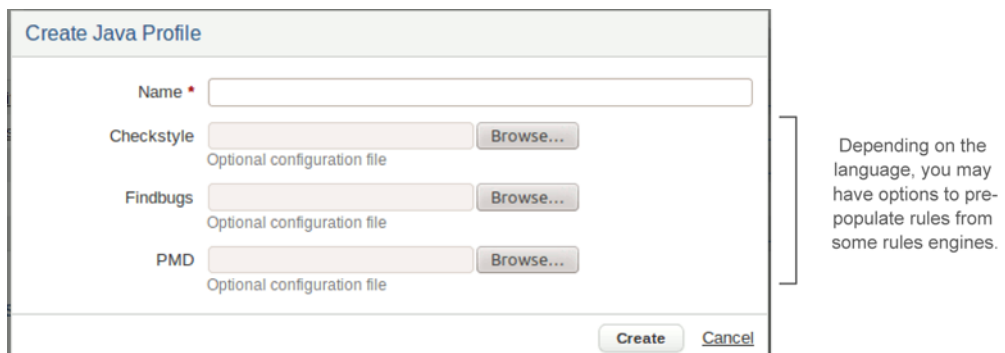 Create Java Profile
Name *
Checkstyle Browse...
Optional configuration file
Findbugs Browse...
Optional configuration file
PMD Browse...
Optional configuration file
Create Cancel
Depending on the
language, you may
have options to pre-
populate rules from
some rules engines.